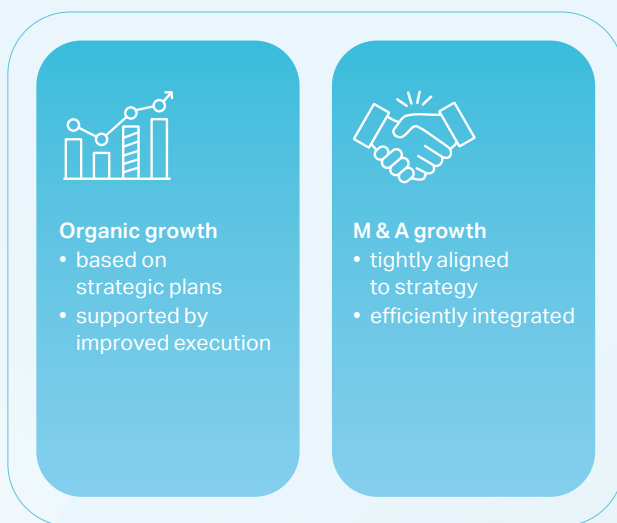 Organic growth
• based on
strategic plans
• supported by
improved execution
M & A growth
• tightly aligned
to strategy
• efficiently integrated